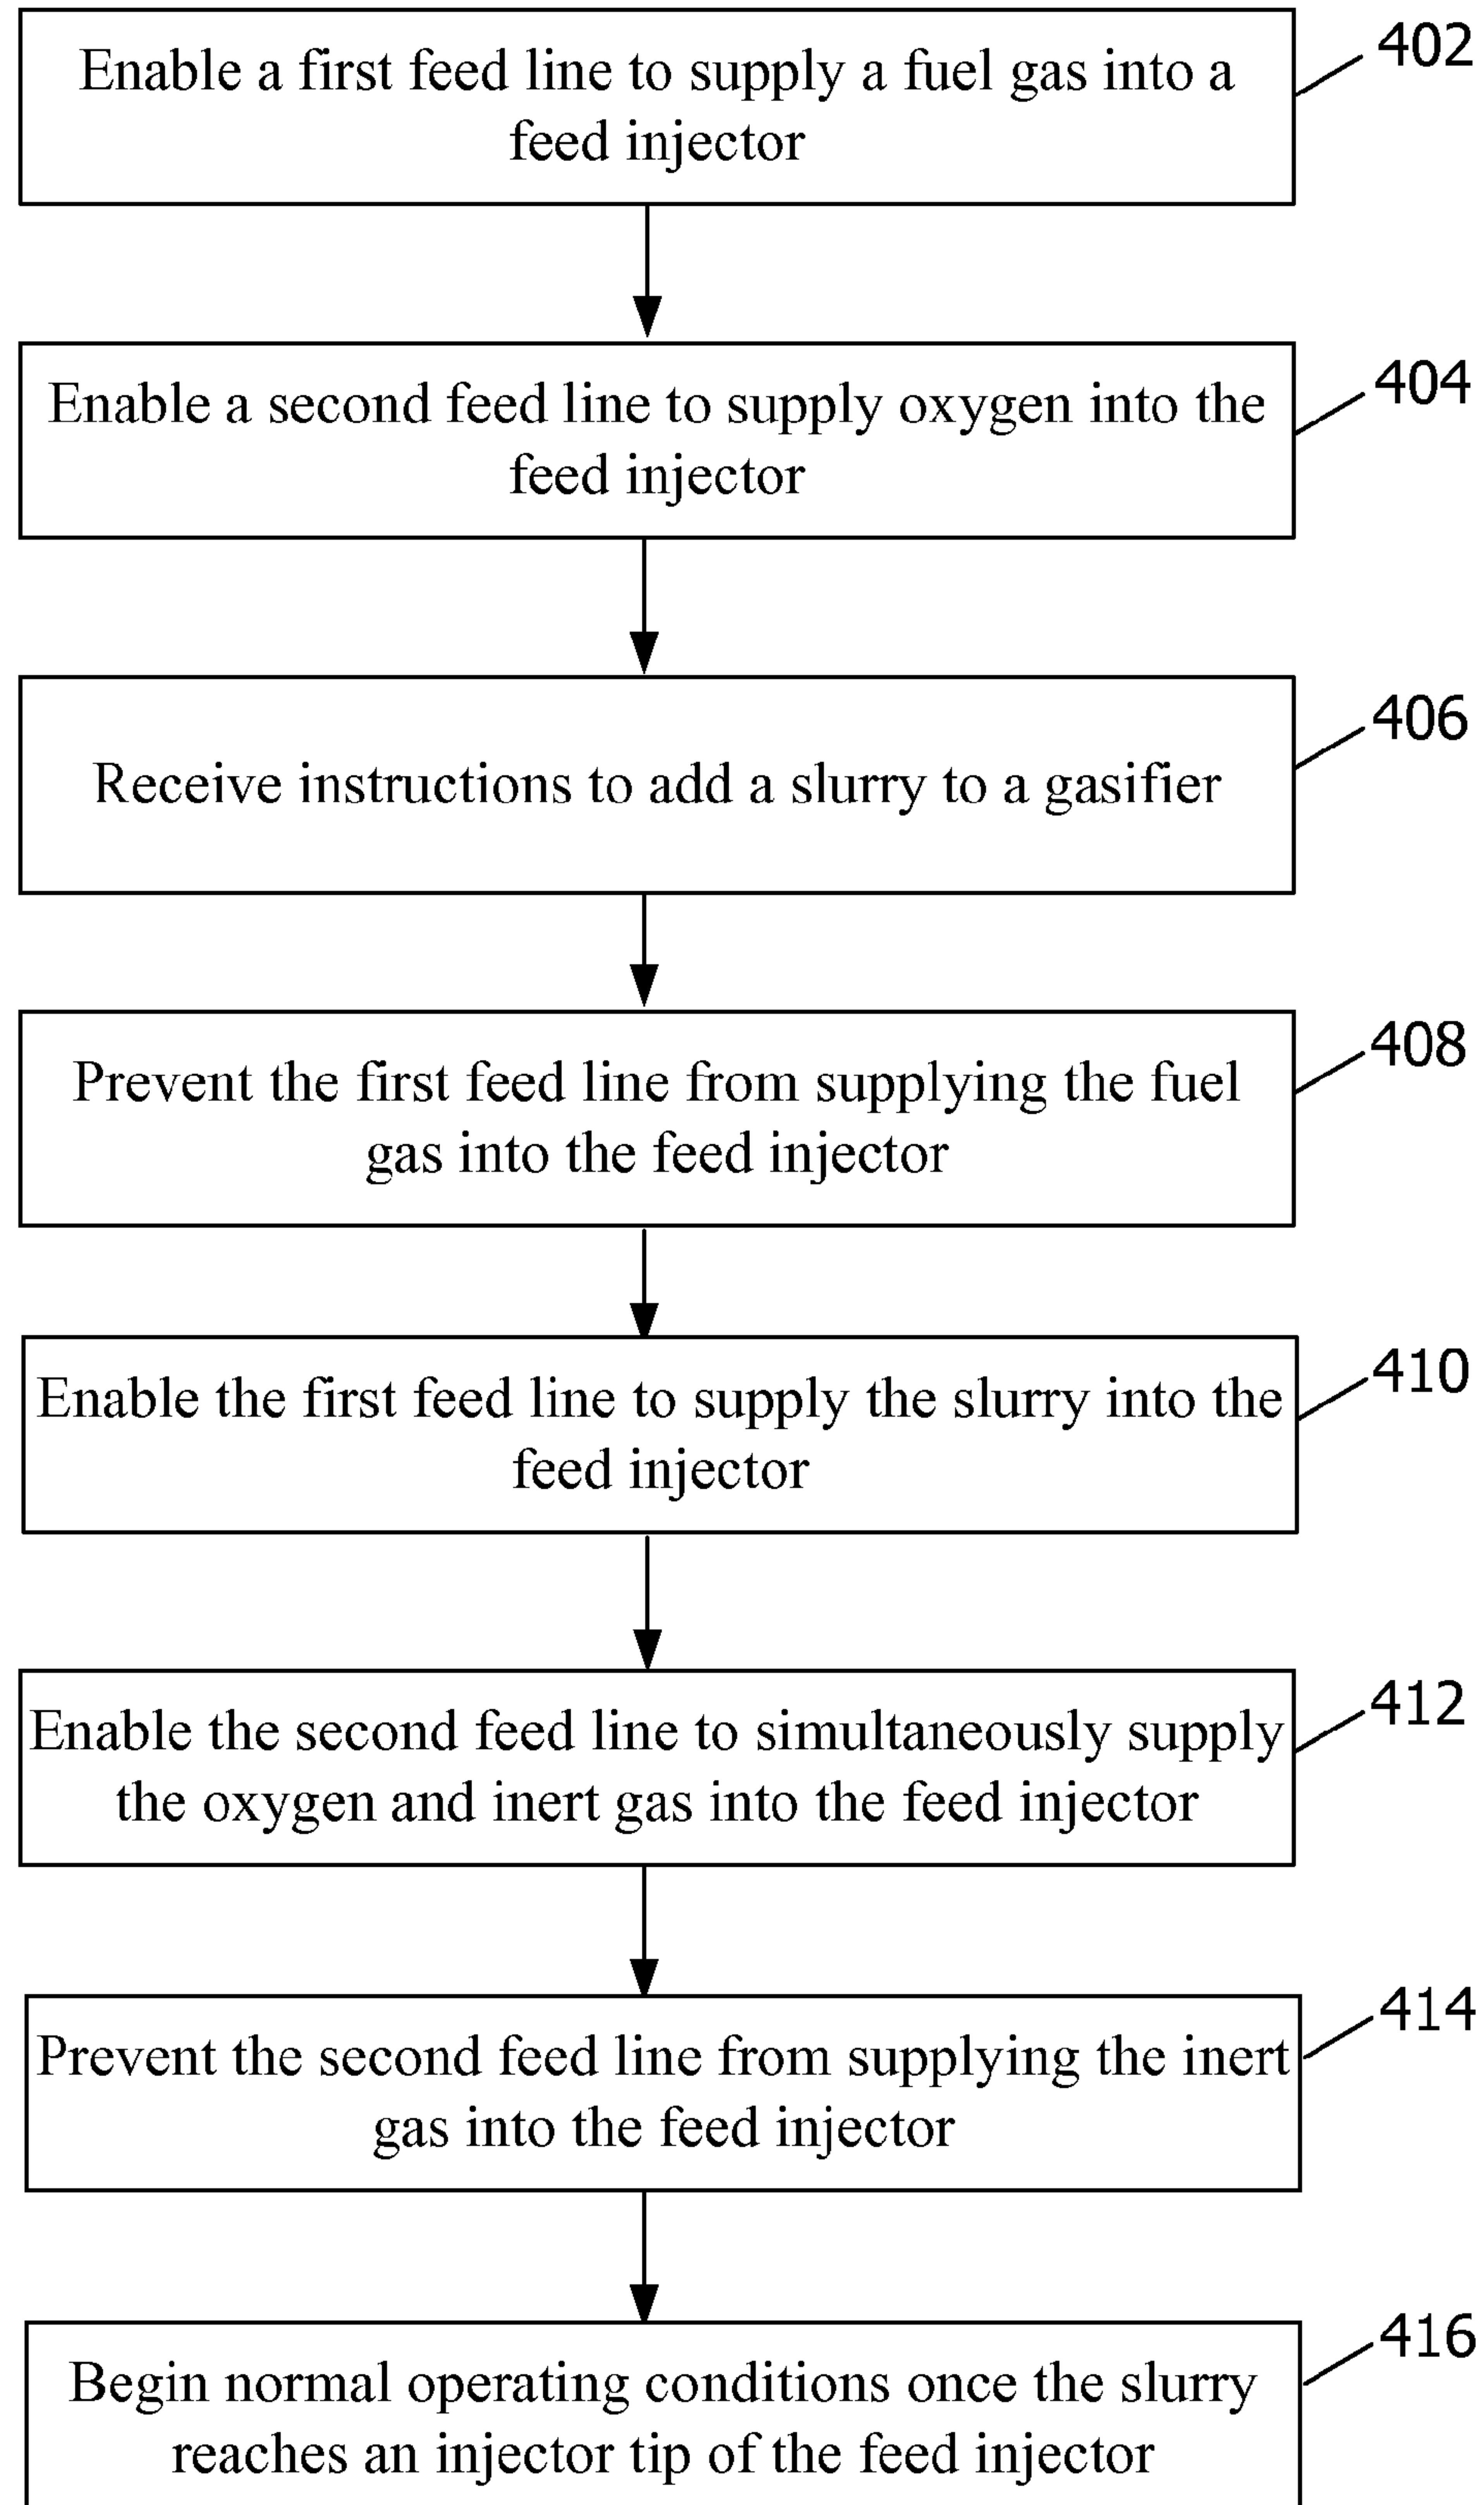 Enable a first feed line to supply a fuel gas into a
feed injector
402
Enable a second feed line to supply oxygen into the
feed injector
404
Receive instructions to add a slurry to a gasifier
406
Prevent the first feed line from supplying the fuel
gas into the feed injector
408
Enable the first feed line to supply the slurry into the
feed injector
410
Enable the second feed line to simultaneously supply
the oxygen and inert gas into the feed injector
412
Prevent the second feed line from supplying the inert
gas into the feed injector
414
Begin normal operating conditions once the slurry
reaches an injector tip of the feed injector
416